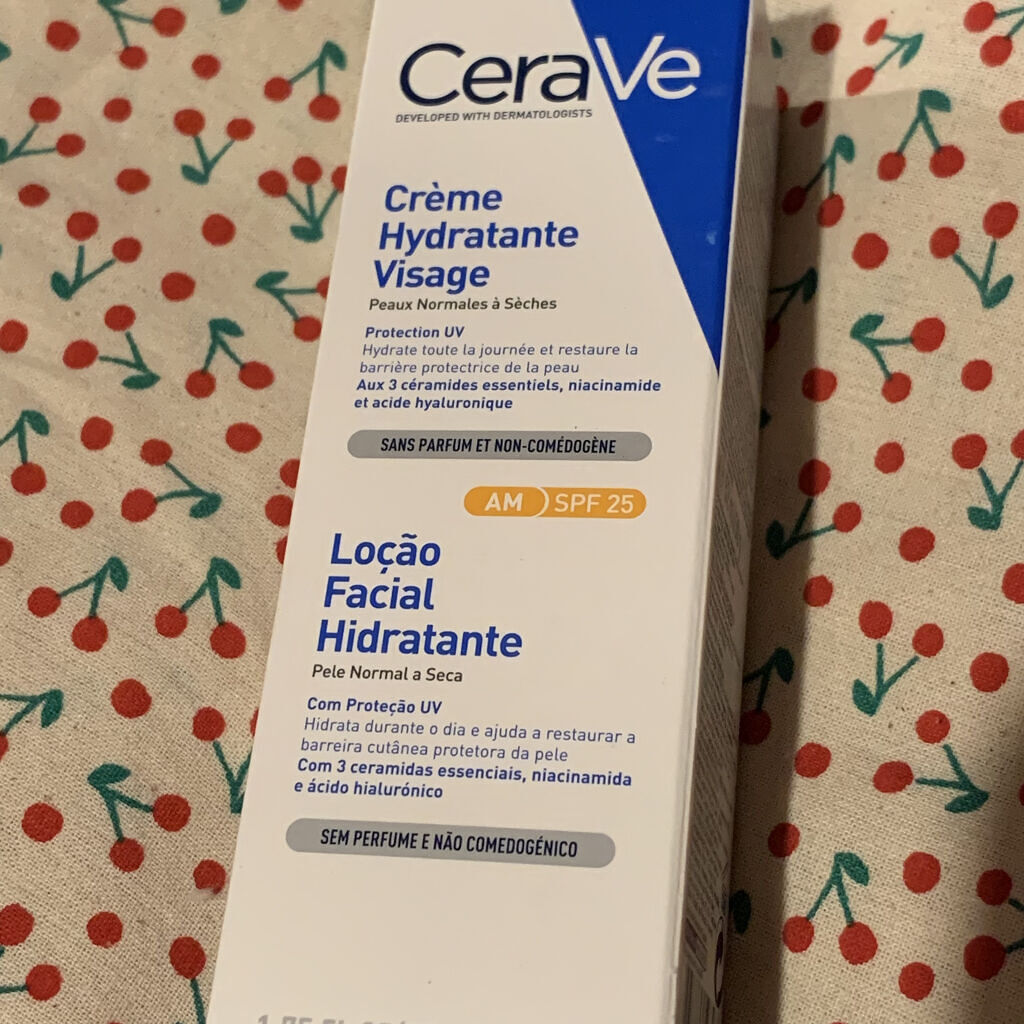 CeraVe
DEVELOPED WITH DERMATOLOGISTS
Crème
Hydratante
Visage
Peaux Normales à Sèches
Protection UV
Hydrate toute la journée et restaure la
barrière protectrice de la peau
Aux 3 céramides essentiels, niacinamide
et acide hyaluronique
SANS PARFUM ET NON-COMÉDOGÈNE
AM SPF 25
Loção
Facial
Hidratante
Pele Normal a Seca
Com Proteção UV
Hidrata durante o dia e ajuda a restaurar a
barreira cutânea protetora da pele
Com 3 ceramidas essenciais, niacinamida
e ácido hialurónico
SEM PERFUME E NÃO COMEDOGÉNICO